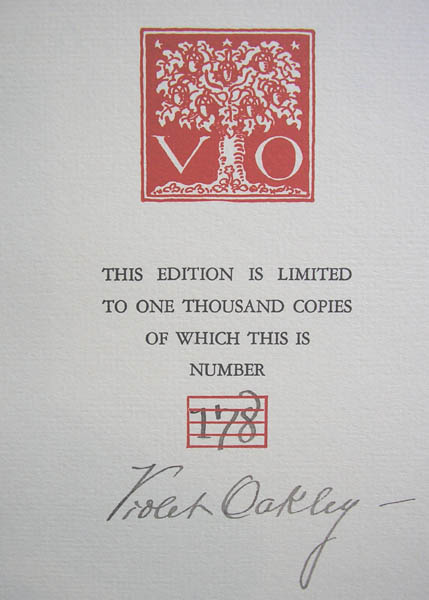 V O
THIS EDITION IS LIMITED
TO ONE THOUSAND COPIES
OF WHICH THIS IS
NUMBER
178
Violet Oakley